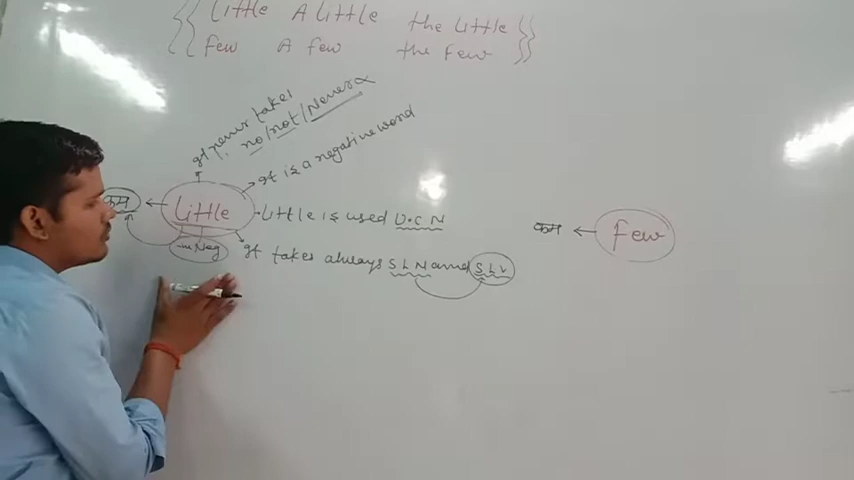 Little A Little the Little
Few A few the Few
It never takes
no/not/Never
It is a negative word
कम ← Little
Little is used U.C.N
Neg
It takes always S L N and S L V
कम ← Few